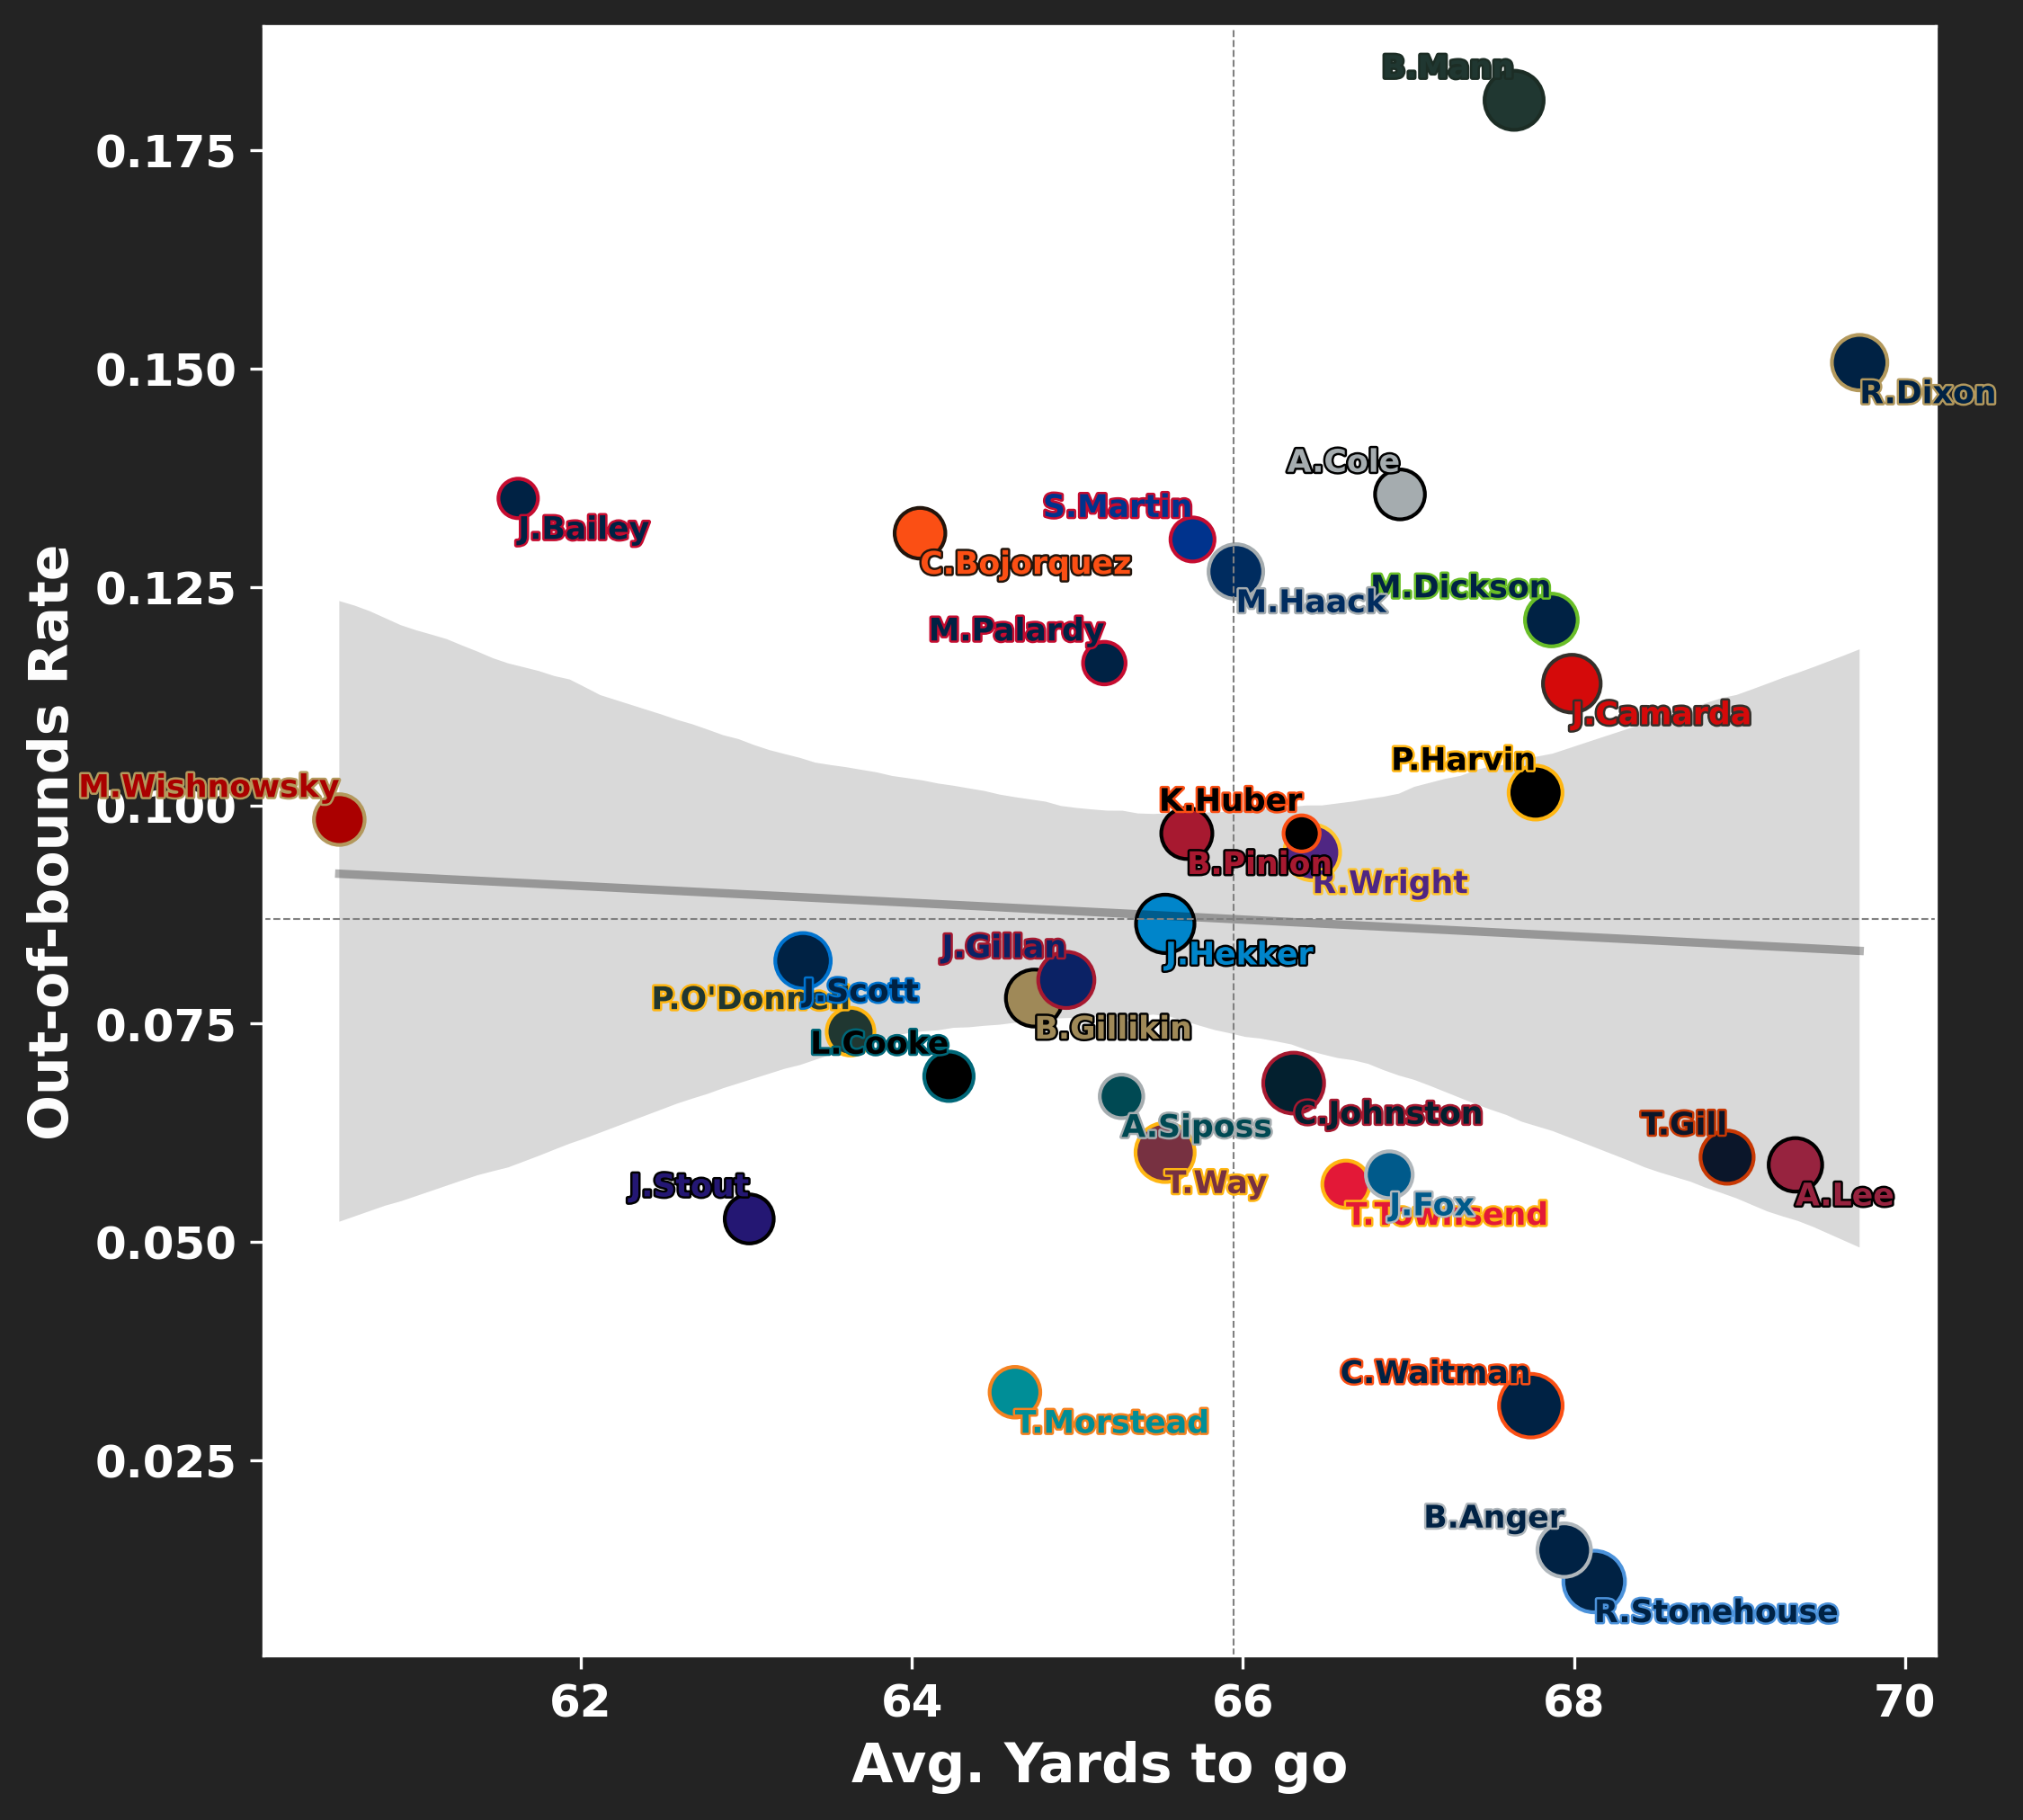 B.Mann
0.175
0.150
R.Dixon
A.Cole
S.Martin
J.Bailey
C.Bojorquez
M.Dickson
0.125
M.Haack
M.Palardy
J.Camarda
P.Harvin
M.Wishnowsky
K.Huber
0.100
B.Pinion
R.Wright
Out-of-bounds Rate
J.Gillan
J.Hekker
J.Scott
P.O'Donnell
0.075
B.Gillikin
L.Cooke
C.Johnston
T.Gill
A.Siposs
T.Way
J.Stout
A.Lee
J.Fox
T.Townsend
0.050
C.Waitman
T.Morstead
0.025
B.Anger
R.Stonehouse
62 64 66 68 70
Avg. Yards to go